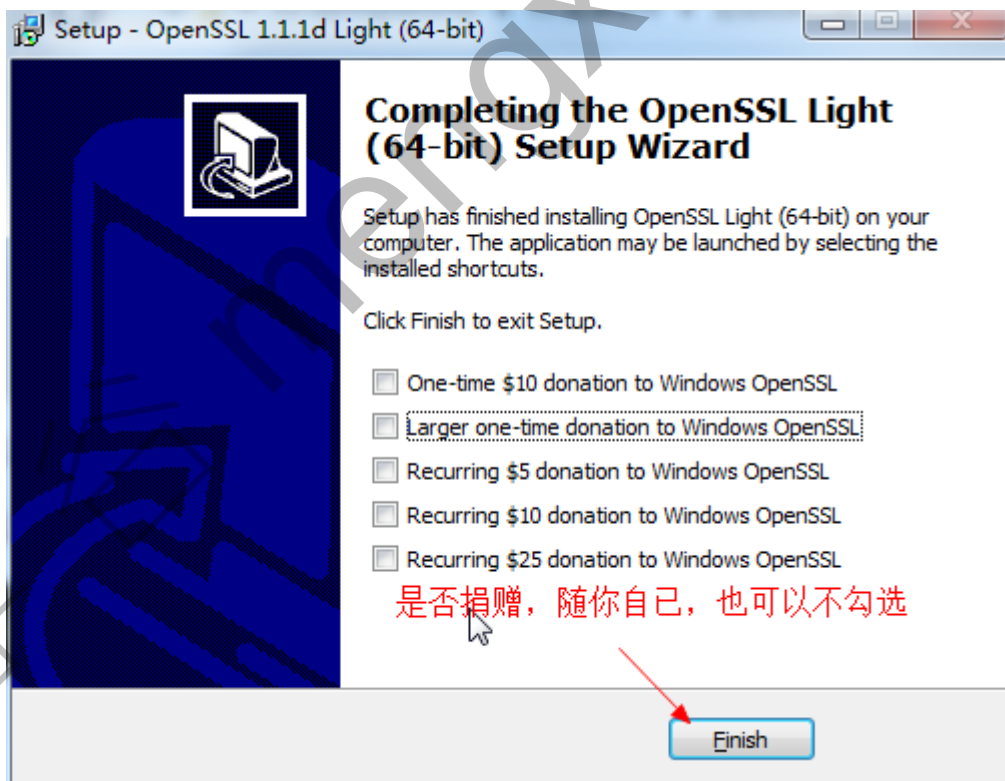 Setup - OpenSSL 1.1.1d Light (64-bit)
Completing the OpenSSL Light
(64-bit) Setup Wizard
Setup has finished installing OpenSSL Light (64-bit) on your
computer. The application may be launched by selecting the
installed shortcuts.
Click Finish to exit Setup.
One-time $10 donation to Windows OpenSSL
Larger one-time donation to Windows OpenSSL
Recurring $5 donation to Windows OpenSSL
Recurring $10 donation to Windows OpenSSL
Recurring $25 donation to Windows OpenSSL
是否捐赠，随你自己，也可以不勾选
Finish